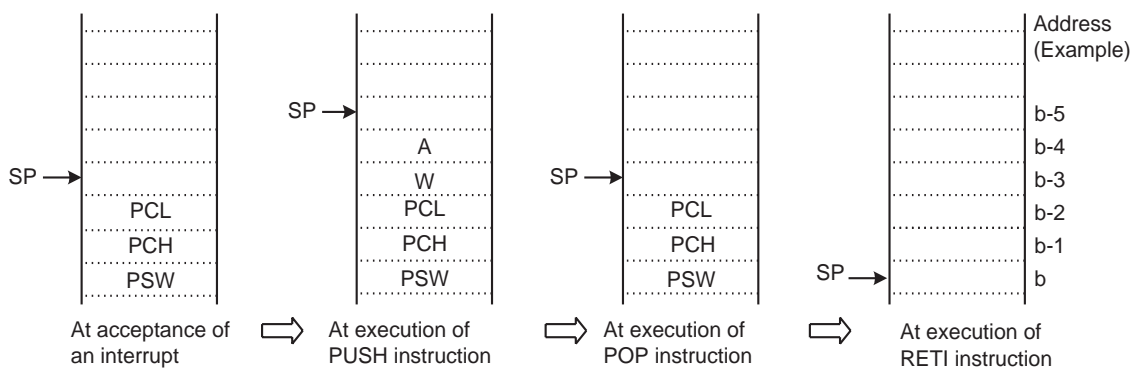 Address
(Example)
SP
b-5
A
b-4
SP
W
SP
b-3
PCL
PCL
PCL
b-2
PCH
PCH
PCH
b-1
PSW
PSW
PSW
SP
b
At acceptance of
an interrupt
At execution of
PUSH instruction
At execution of
POP instruction
At execution of
RETI instruction